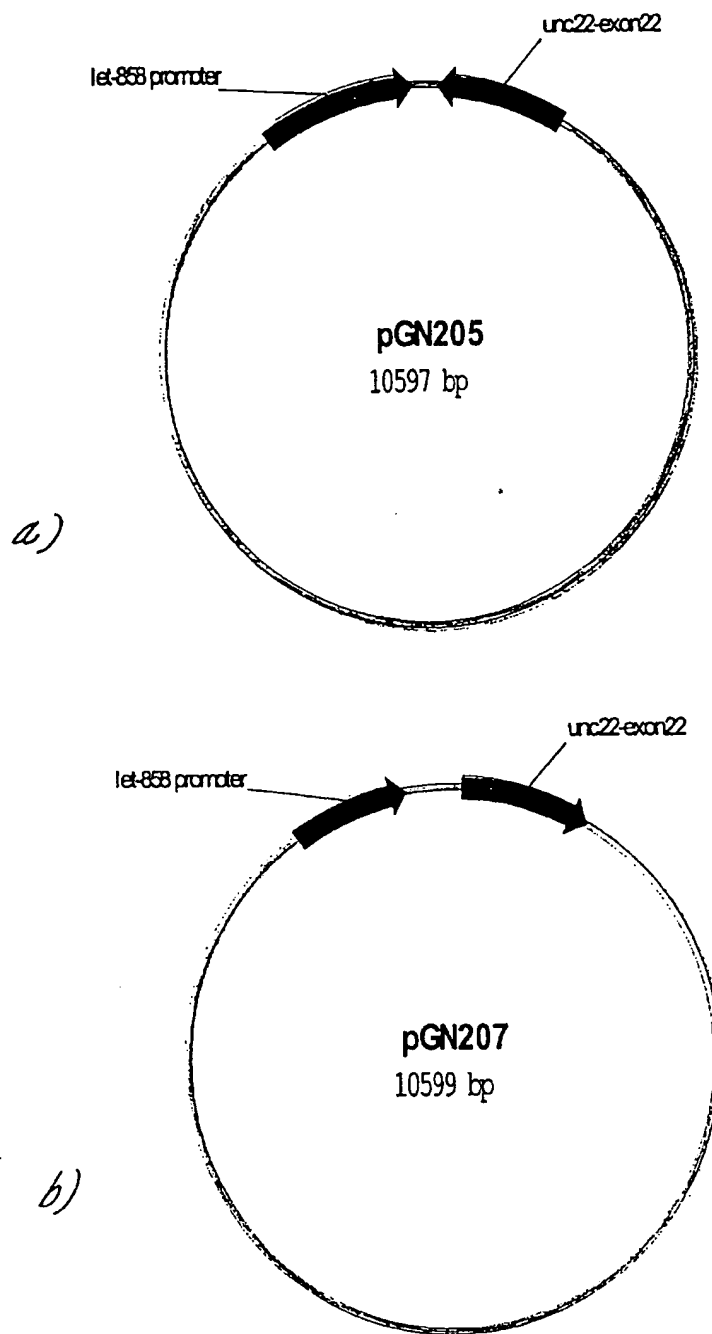 unc22-exon22
let-858 promoter
pGN205
10597 bp
a)
unc22-exon22
let-858 promoter
pGN207
10599 bp
b)